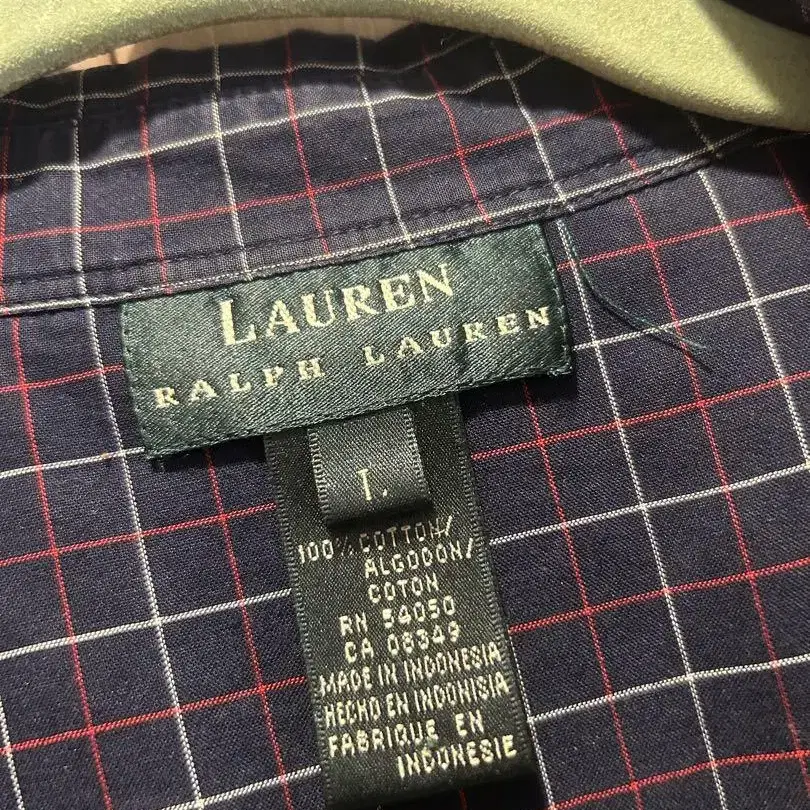 LAUREN
RALPH LAUREN
100% COTTON/
ALGODON/
COTON
RN 54050
CA 08349
MADE IN INDONESIA
HECHO EN INDONISIA
FABRIQUE EN
INDONESIE